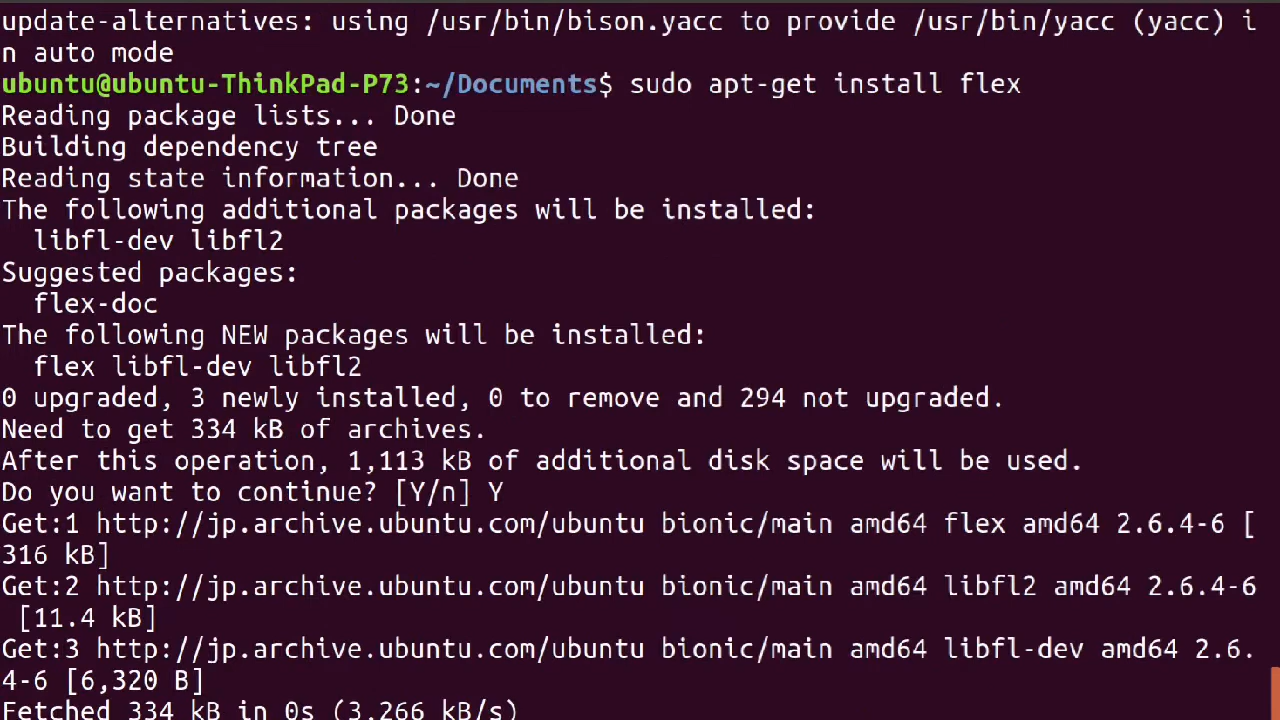 update-alternatives: using /usr/bin/bison.yacc to provide /usr/bin/yacc (yacc) i
n auto mode
ubuntu@ubuntu-ThinkPad-P73:~/Documents$ sudo apt-get install flex
Reading package lists... Done
Building dependency tree
Reading state information... Done
The following additional packages will be installed:
  libfl-dev libfl2
Suggested packages:
  flex-doc
The following NEW packages will be installed:
  flex libfl-dev libfl2
0 upgraded, 3 newly installed, 0 to remove and 294 not upgraded.
Need to get 334 kB of archives.
After this operation, 1,113 kB of additional disk space will be used.
Do you want to continue? [Y/n] Y
Get:1 http://jp.archive.ubuntu.com/ubuntu bionic/main amd64 flex amd64 2.6.4-6 [
316 kB]
Get:2 http://jp.archive.ubuntu.com/ubuntu bionic/main amd64 libfl2 amd64 2.6.4-6
 [11.4 kB]
Get:3 http://jp.archive.ubuntu.com/ubuntu bionic/main amd64 libfl-dev amd64 2.6.
4-6 [6,320 B]
Fetched 334 kB in 0s (3,266 kB/s)